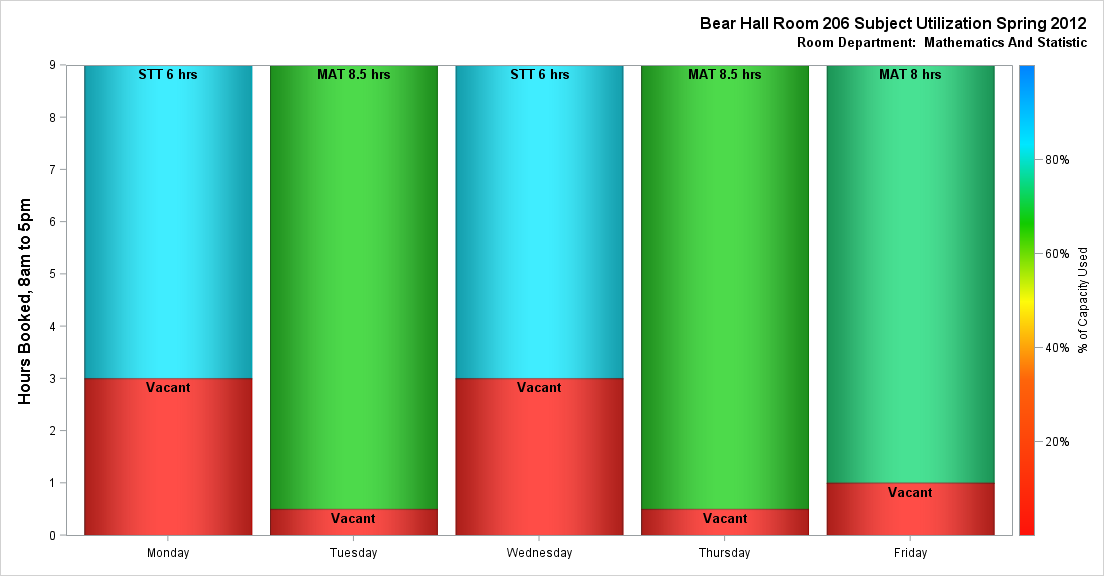 Bear Hall Room 206 Subject Utilization Spring 2012
Room Department:  Mathematics And Statistic
Hours Booked, 8am to 5pm
9
8
7
6
5
4
3
2
1
0
STT 6 hrs
MAT 8.5 hrs
STT 6 hrs
MAT 8.5 hrs
MAT 8 hrs
Vacant
Vacant
Vacant
Vacant
Vacant
Monday
Tuesday
Wednesday
Thursday
Friday
80%
60%
40%
20%
% of Capacity Used